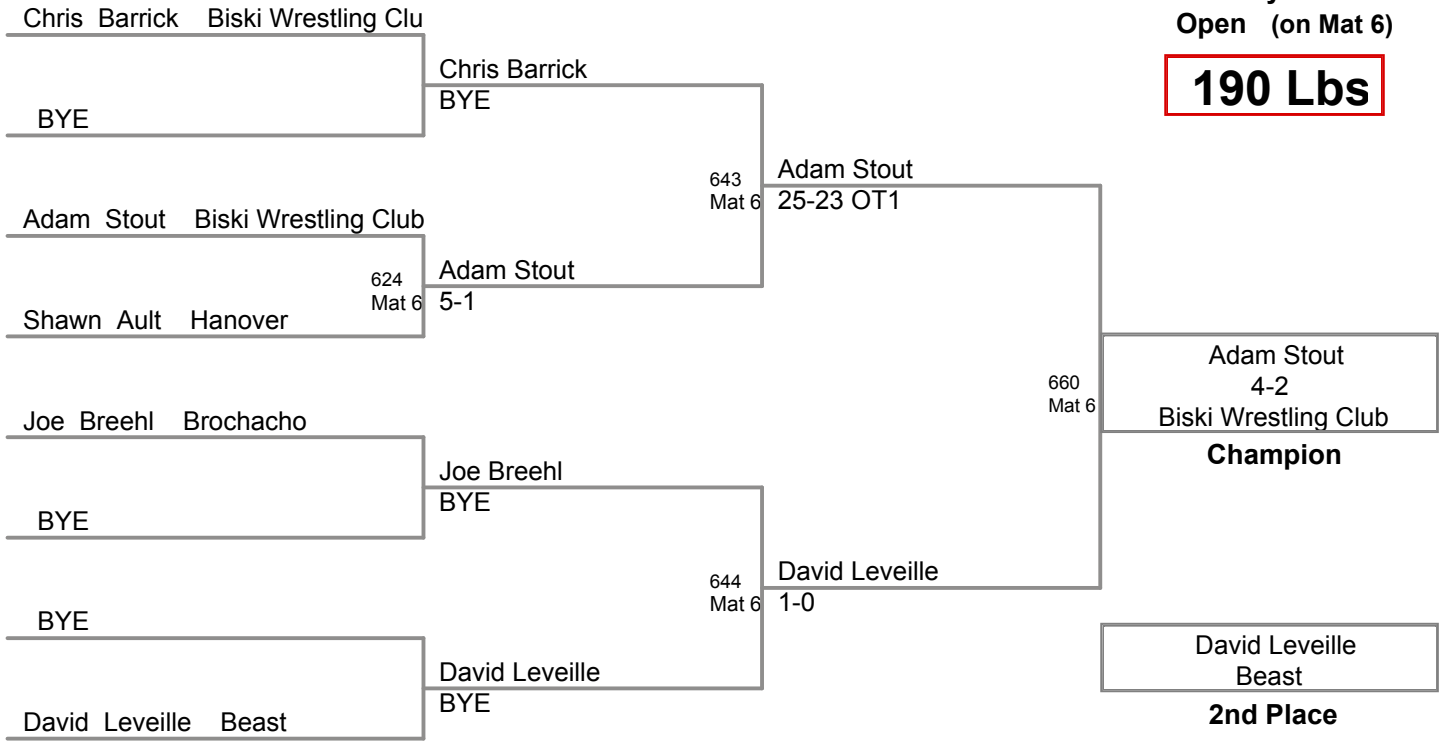 Chris Barrick Biski Wrestling Clu
BYE
Adam Stout Biski Wrestling Club
624
Mat 6
Shawn Ault Hanover
Joe Breehl Brochacho
BYE
BYE
David Leveille Beast
Chris Barrick
BYE
Adam Stout
5-1
Joe Breehl
BYE
David Leveille
BYE
643
Mat 6
Adam Stout
25-23 OT1
644
Mat 6
David Leveille
1-0
Open (on Mat 6)
190 Lbs
660
Mat 6
Adam Stout
4-2
Biski Wrestling Club
Champion
David Leveille
Beast
2nd Place